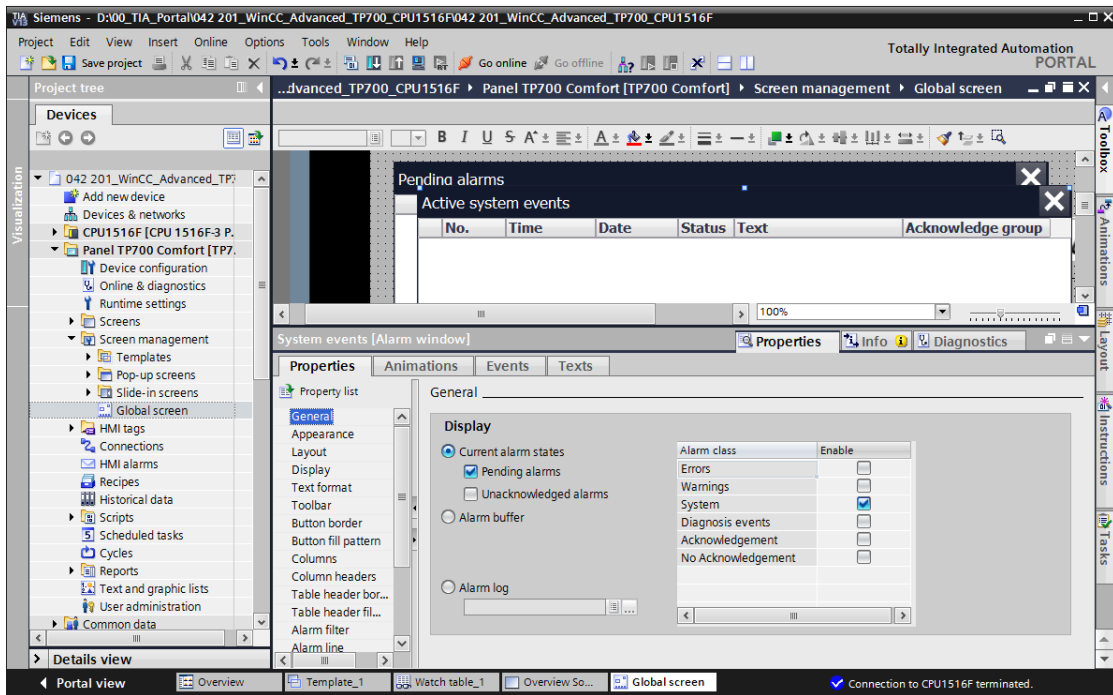 TIA V13 Siemens - D:\00_TIA_Portal\042 201_WinCC_Advanced_TP700_CPU1516F\042 201_WinCC_Advanced_TP700_CPU1516F
Project Edit View Insert Online Options Tools Window Help
Totally Integrated Automation
PORTAL
Save project Go online Go offline
Project tree
...dvanced_TP700_CPU1516F Panel TP700 Comfort [TP700 Comfort] Screen management Global screen
Devices
B I U S A
Visualization
042 201_WinCC_Advanced_TP
Add new device
Devices & networks
CPU1516F [CPU 1516F-3 P.
Panel TP700 Comfort [TP7.
Device configuration
Online & diagnostics
Runtime settings
Screens
Screen management
Templates
Pop-up screens
Slide-in screens
Global screen
HMI tags
Connections
HMI alarms
Recipes
Historical data
Scripts
Scheduled tasks
Cycles
Reports
Text and graphic lists
User administration
Common data
Details view
Pending alarms
Active system events
No. Time Date Status Text Acknowledge group
100%
System events [Alarm window]
Properties Info Diagnostics
Properties Animations Events Texts
Property list
General
Appearance
Layout
Display
Text format
Toolbar
Button border
Button fill pattern
Columns
Column headers
Table header bor...
Table header fil...
Alarm filter
Alarm line
General
Display
Current alarm states
Pending alarms
Unacknowledged alarms
Alarm buffer
Alarm log
Alarm class Enable
Errors
Warnings
System
Diagnosis events
Acknowledgement
No Acknowledgement
Toolbox
Animations
Layout
Instructions
Tasks
Portal view Overview Template_1 Watch table_1 Overview So... Global screen Connection to CPU1516F terminated.